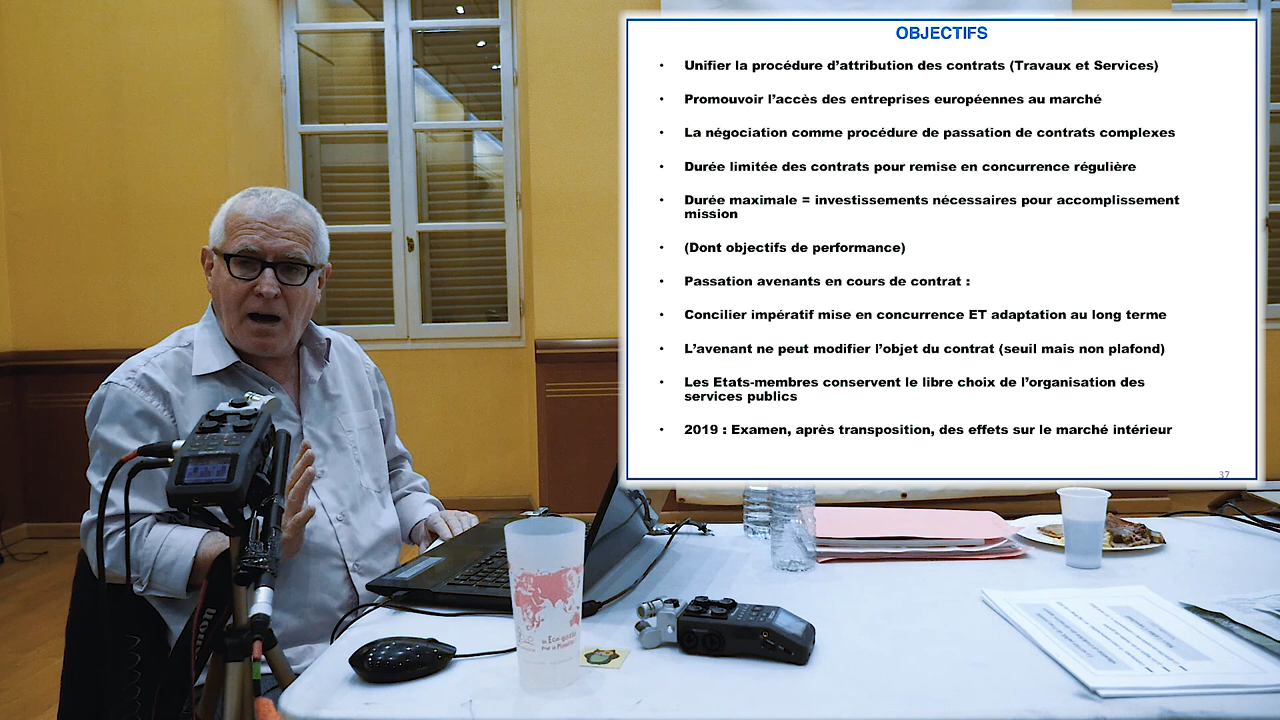 OBJECTIFS
• Unifier la procédure d’attribution des contrats (Travaux et Services)
• Promouvoir l’accès des entreprises européennes au marché
• La négociation comme procédure de passation de contrats complexes
• Durée limitée des contrats pour remise en concurrence régulière
• Durée maximale = investissements nécessaires pour accomplissement
mission
• (Dont objectifs de performance)
• Passation avenants en cours de contrat :
• Concilier impératif mise en concurrence ET adaptation au long terme
• L’avenant ne peut modifier l’objet du contrat (seuil mais non plafond)
• Les Etats-membres conservent le libre choix de l’organisation des
services publics
• 2019 : Examen, après transposition, des effets sur le marché intérieur
37